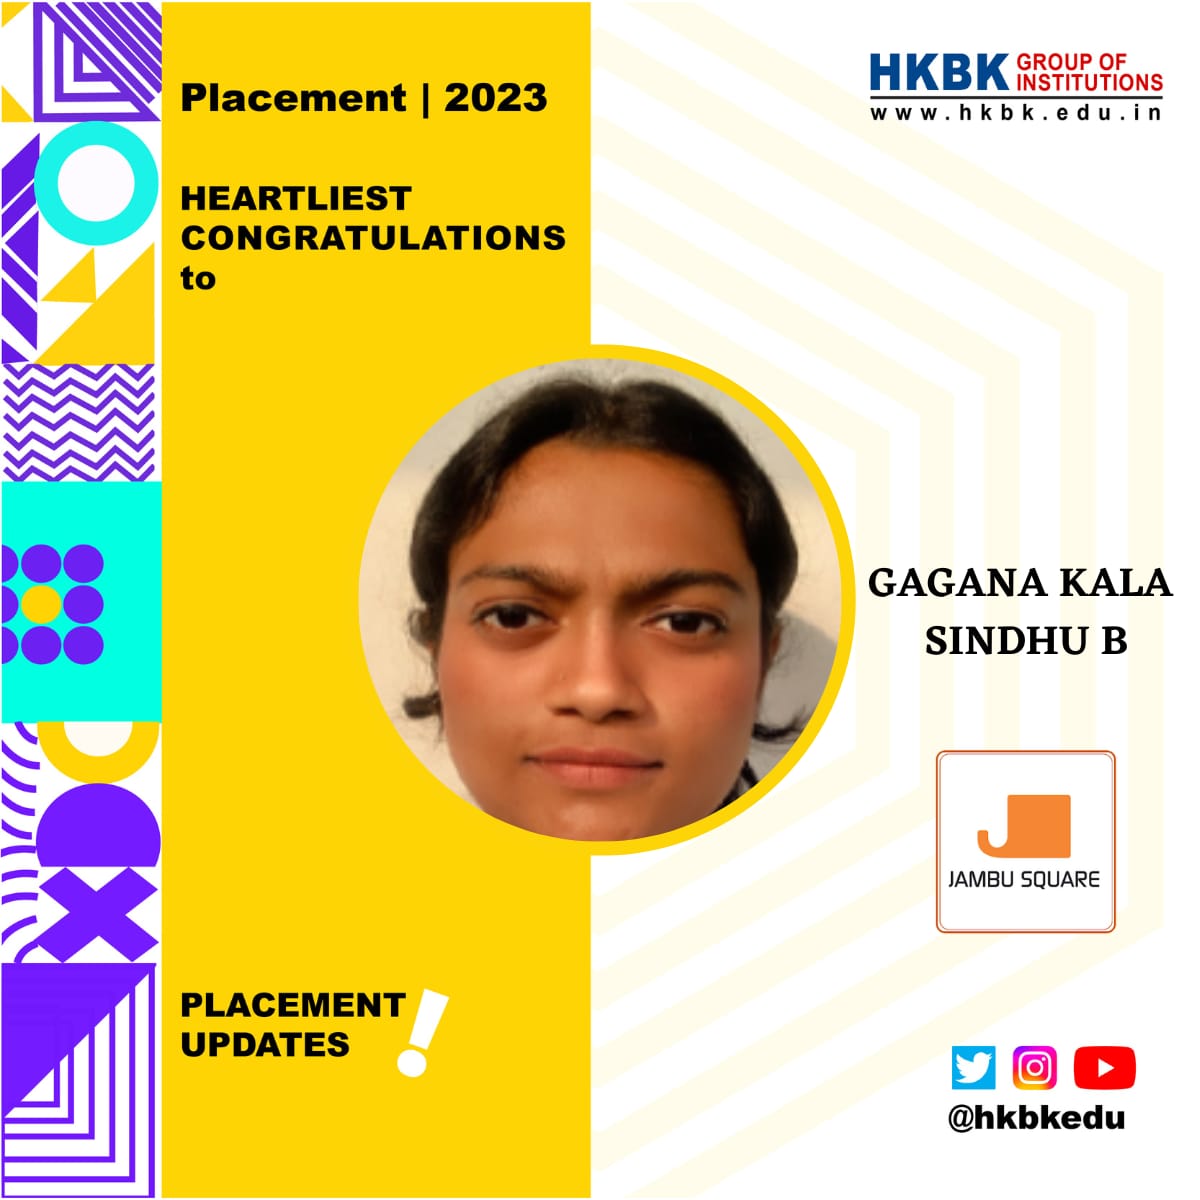 Placement | 2023
HKBK GROUP OF
INSTITUTIONS
www.hkbk.edu.in
HEARTLIEST
CONGRATULATIONS
to
GAGANA KALA
SINDHU B
JAMBU SQUARE
PLACEMENT
UPDATES !
@hkbkedu